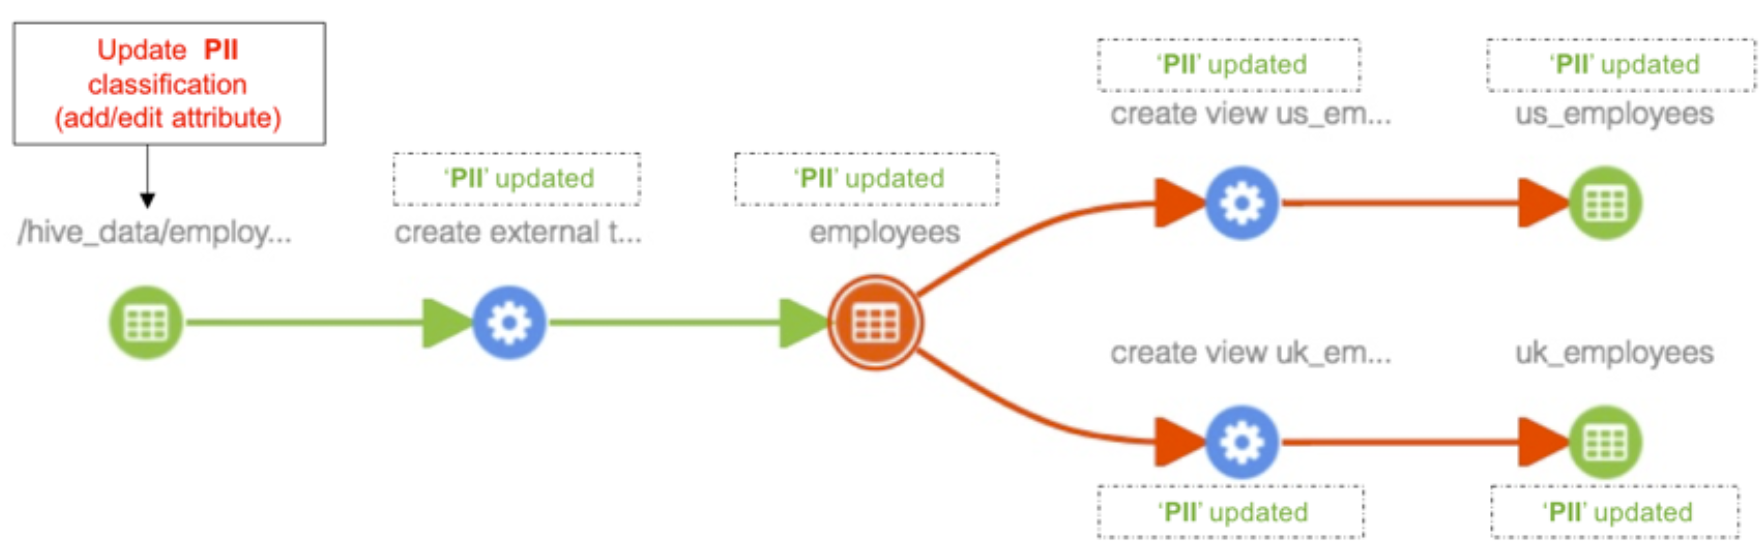 Update PII
classification
(add/edit attribute)
/hive_data/employ...
'PII' updated
create external t...
'PII' updated
employees
'PII' updated
create view us_em...
'PII' updated
us_employees
create view uk_em...
'PII' updated
uk_employees
'PII' updated